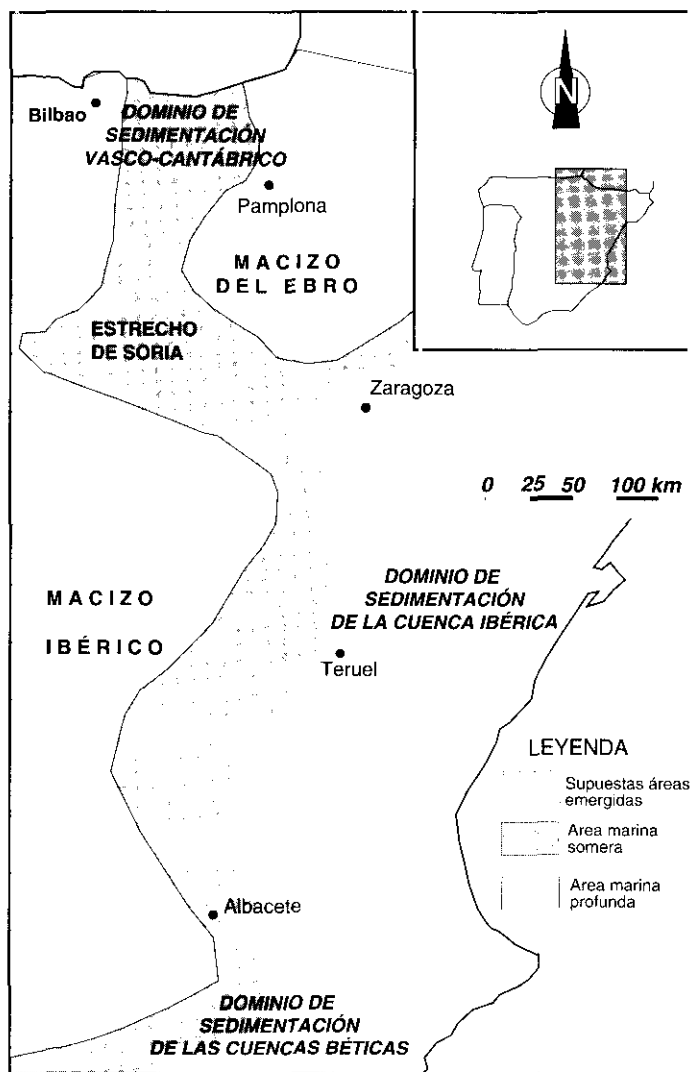 N
Bilbao
DOMINIO DE
SEDIMENTACIÓN
VASCO-CANTÁBRICO
Pamplona
MACIZO
DEL EBRO
ESTRECHO
DE SORIA
Zaragoza
0 25 50 100 km
MACIZO
IBÉRICO
DOMINIO DE
SEDIMENTACIÓN
DE LA CUENCA IBÉRICA
Teruel
LEYENDA
Supuestas áreas
emergidas
Area marina
somera
Area marina
profunda
Albacete
DOMINIO DE
SEDIMENTACIÓN
DE LAS CUENCAS BÉTICAS